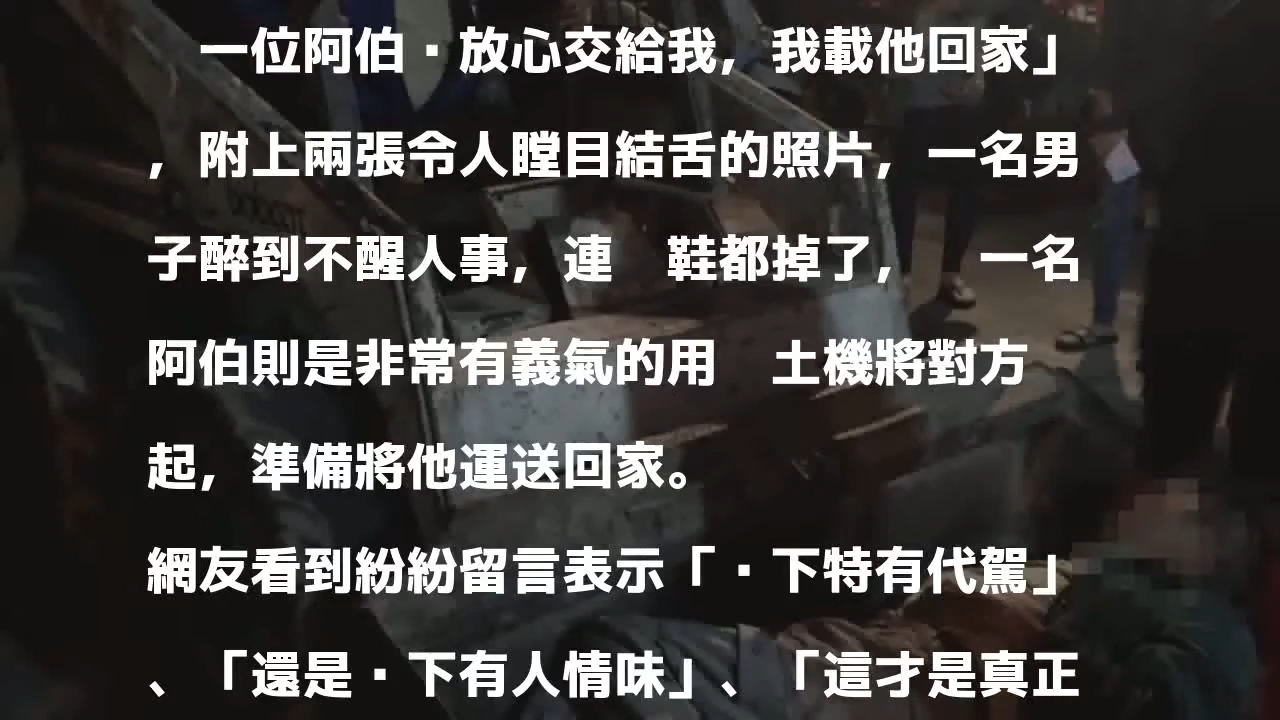 一位阿伯·放心交給我，我載他回家」
，附上兩張令人瞠目結舌的照片，一名男
子醉到不醒人事，連　鞋都掉了，　一名
阿伯則是非常有義氣的用　土機將對方
起，準備將他運送回家。
網友看到紛紛留言表示「·下特有代駕」
、「還是·下有人情味」、「這才是真正